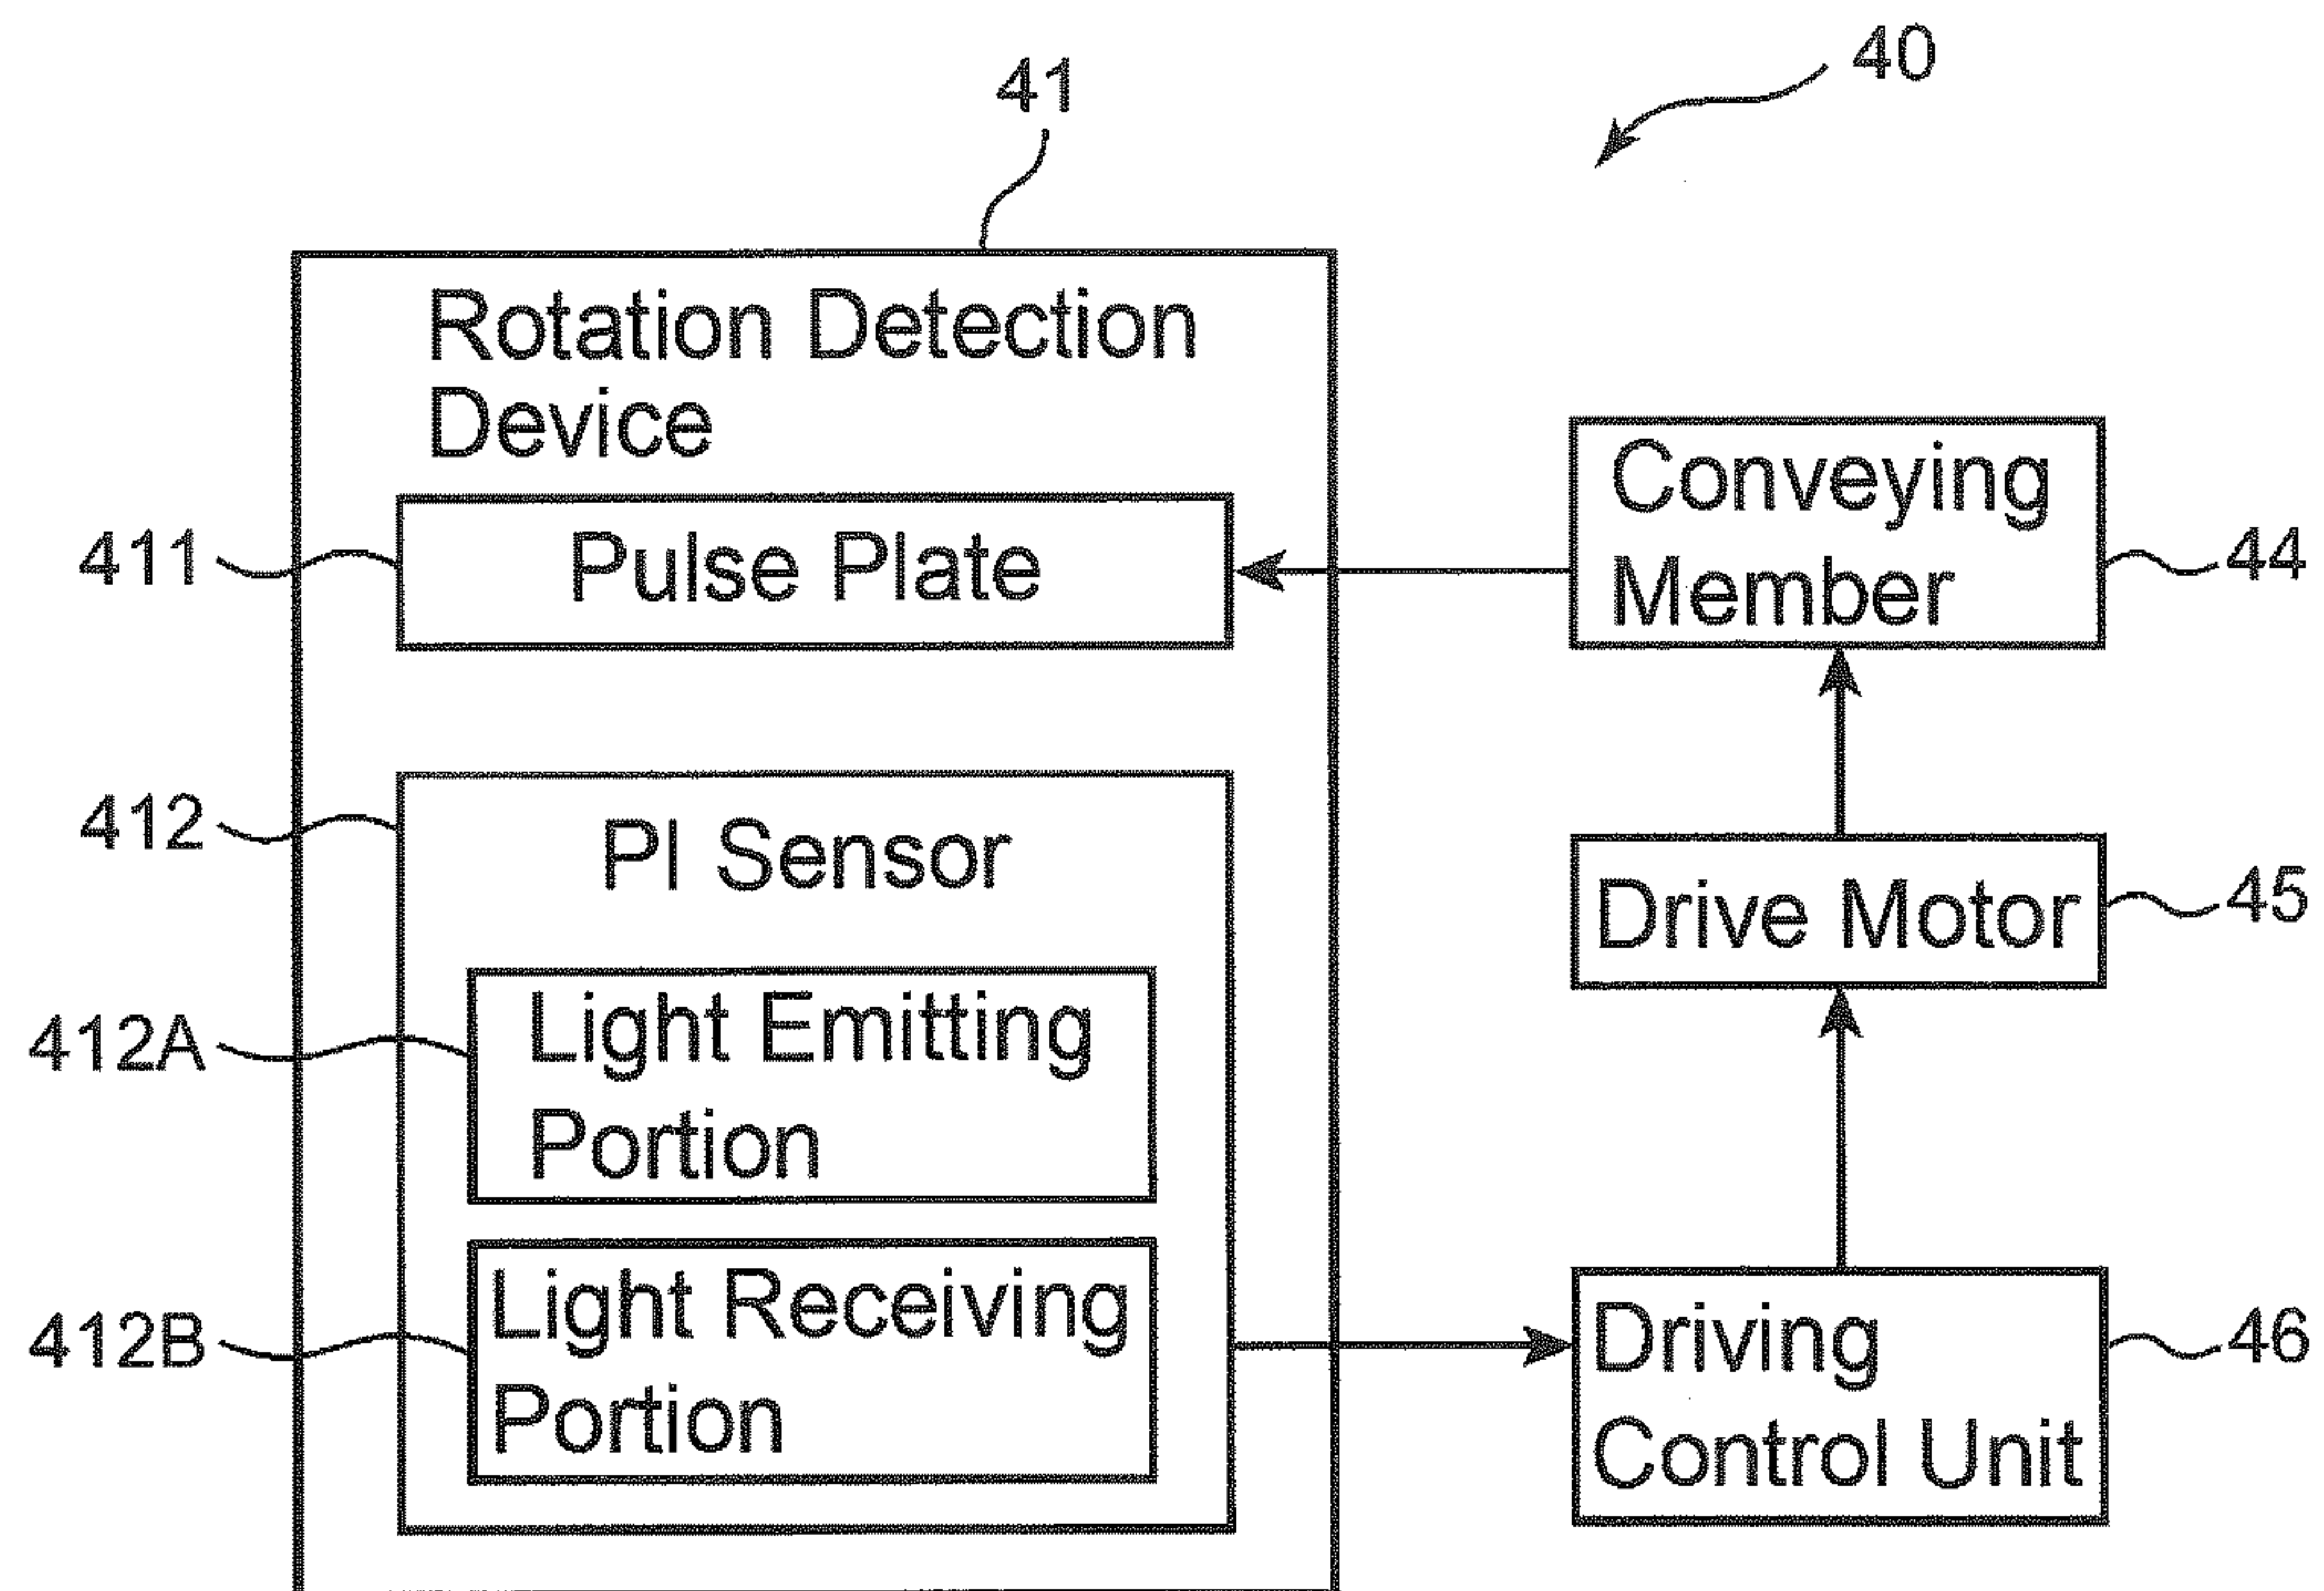 40
41
Rotation Detection
Device
411
Pulse Plate
Conveying
Member
44
412
PI Sensor
Drive Motor
45
412A
Light Emitting
Portion
412B
Light Receiving
Portion
Driving
Control Unit
46